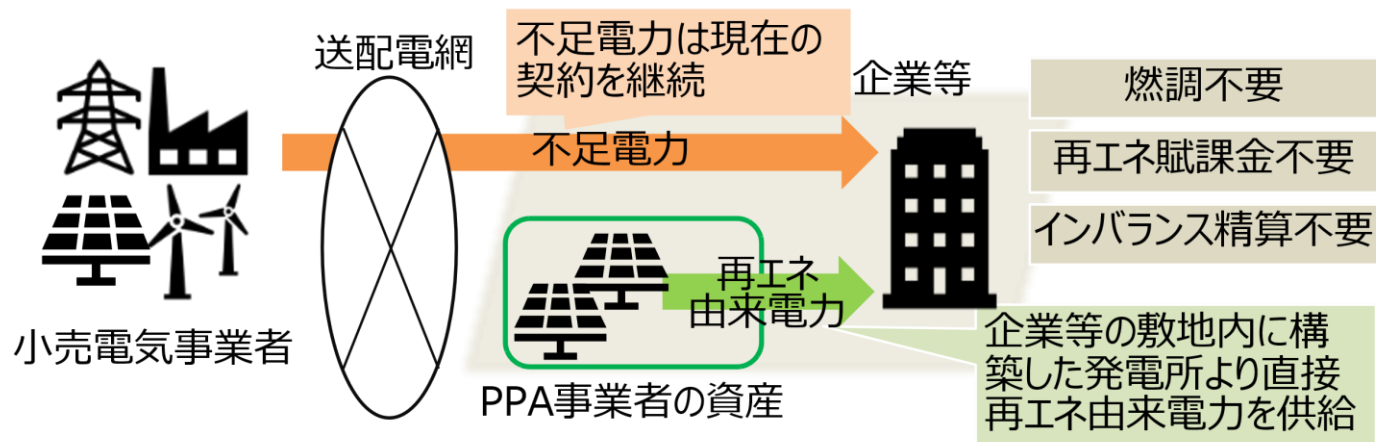 送配電網
不足電力は現在の
契約を継続
企業等
燃調不要
不足電力
再エネ賦課金不要
インバランス精算不要
再エネ
由来電力
小売電気事業者
PPA事業者の資産
企業等の敷地内に構
築した発電所より直接
再エネ由来電力を供給